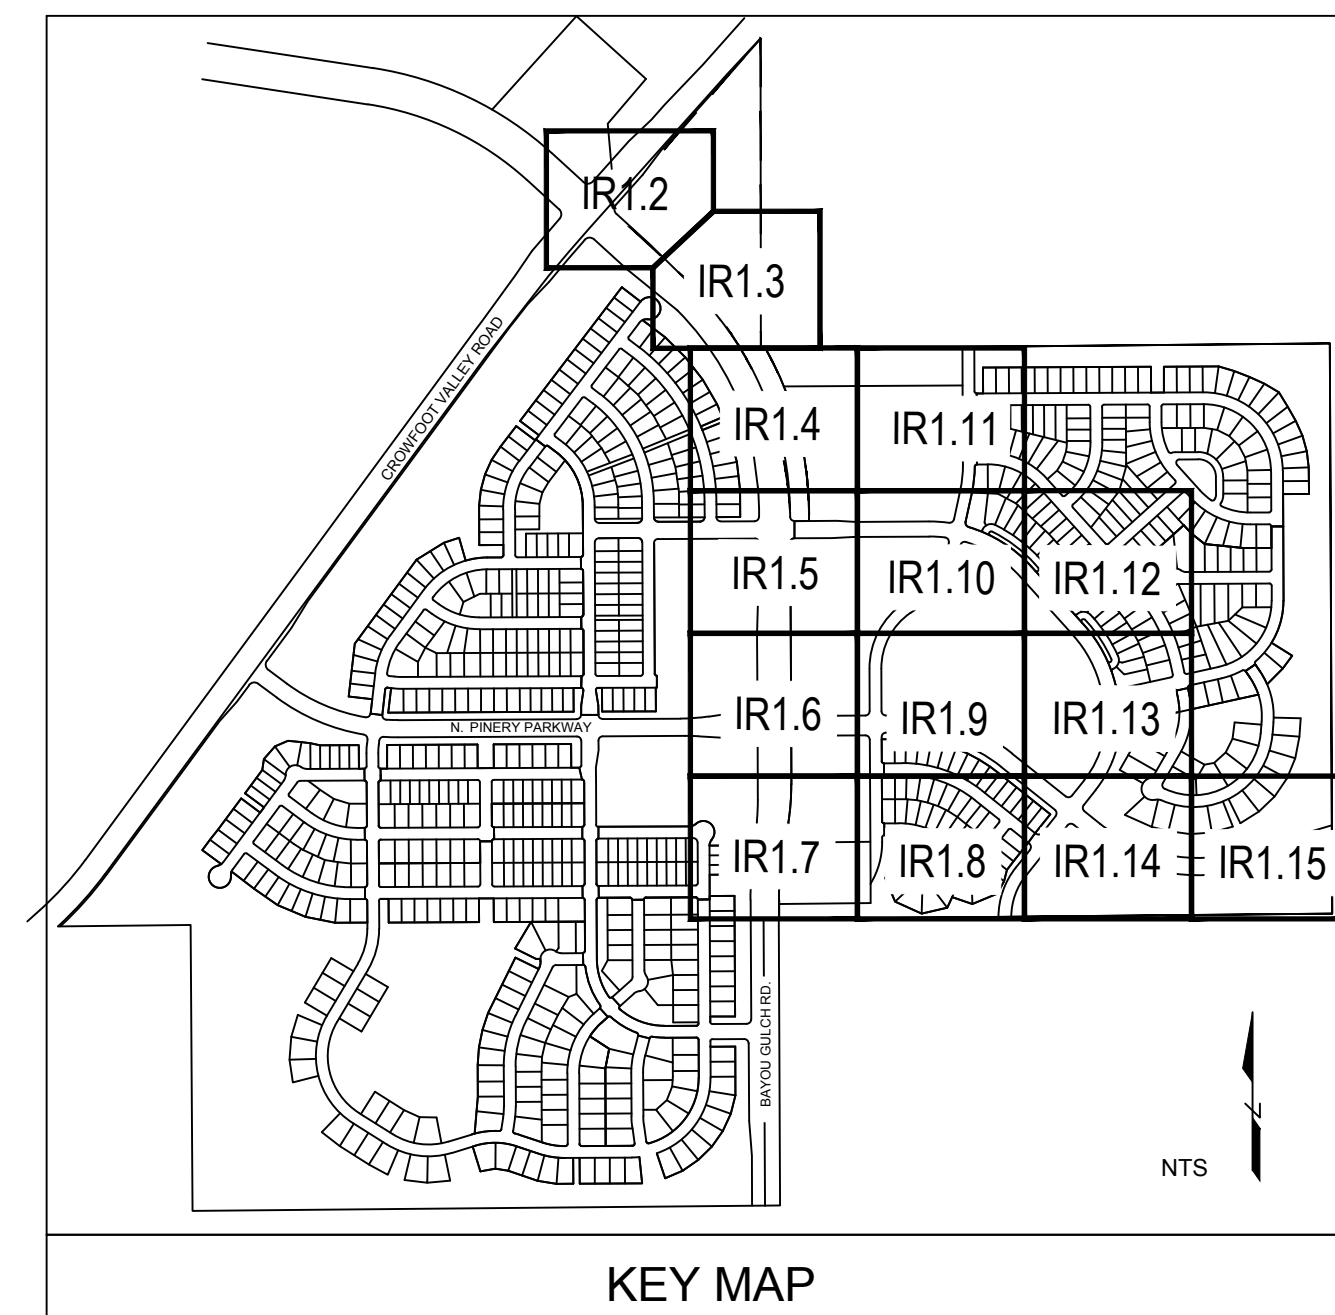 IR1.2
IR1.3
CROWFOOT VALLEY ROAD
IR1.4
IR1.11
IR1.5
IR1.10
IR1.12
IR1.6
IR1.9
IR1.13
N. PINERY PARKWAY
IR1.7
IR1.8
IR1.14
IR1.15
BAYOU GULCH RD.
NTS
KEY MAP